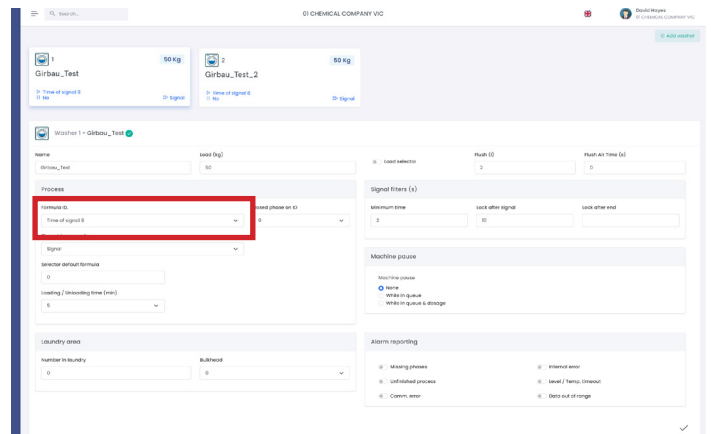 Search...
01 CHEMICAL COMPANY VIC
David Hayes
01 CHEMICAL COMPANY VIC
Add washer
1
50 Kg
Girbau_Test
Time of signal 8
No
Signal
2
50 Kg
Girbau_Test_2
Time of signal 8
No
Signal
Washer 1 - Girbau_Test
Name
Load (kg)
Load selector
Flush (l)
Flush Air Time (s)
Girbau_Test
50
2
0
Process
Signal filters (s)
Formula ID.
losed phase on ID
Minimum time
Lock after signal
Lock after end
Time of signal 8
0
2
10
Signal
Machine pause
Selector default formula
0
Machine pause
None
While in queue
While in queue & dosage
Loading / Unloading time (min)
5
Laundry area
Alarm reporting
Number in laundry
Bulkhead
0
0
Missing phases
Internal error
Unfinished process
Level / Temp. timeout
Comm. error
Data out of range